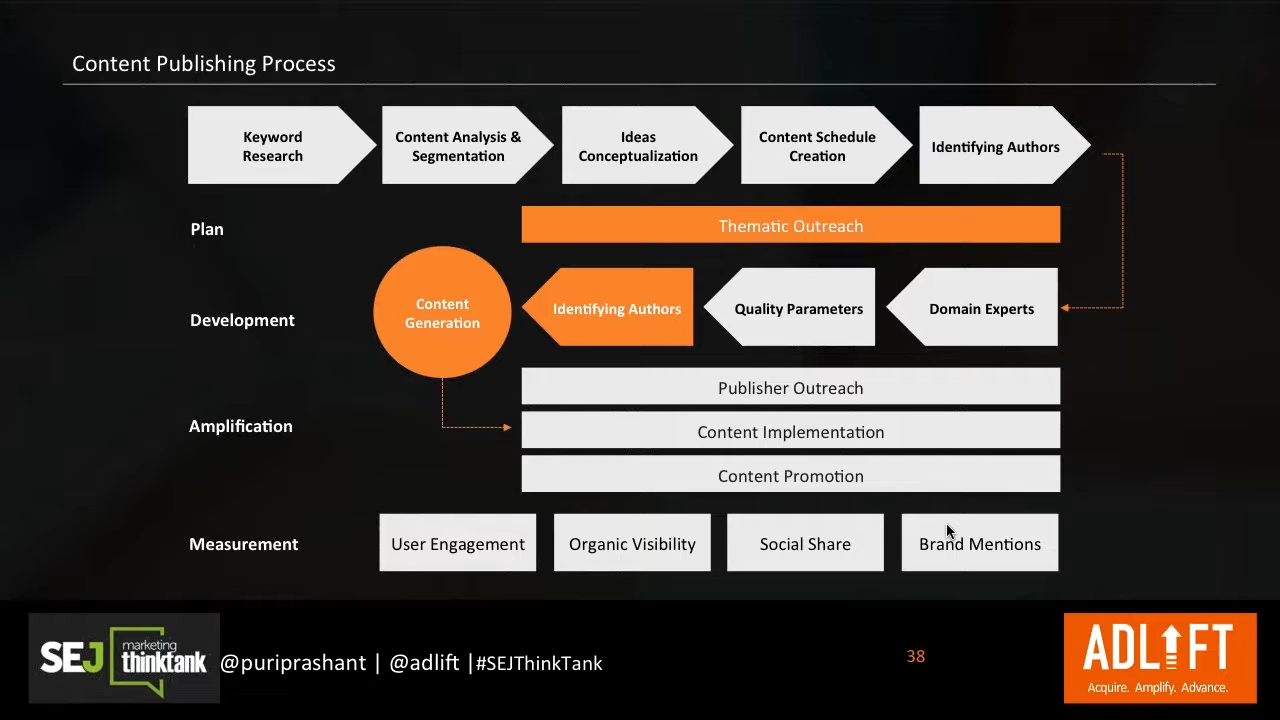 Content Publishing Process
Keyword
Research
Content Analysis &
Segmentation
Ideas
Conceptualization
Content Schedule
Creation
Identifying Authors
Plan
Thematic Outreach
Development
Content
Generation
Identifying Authors
Quality Parameters
Domain Experts
Amplification
Publisher Outreach
Content Implementation
Content Promotion
Measurement
User Engagement
Organic Visibility
Social Share
Brand Mentions
SEJ marketing
thinktank
@puriprashant | @adlift |#SEJThinkTank
38
ADLIFT
Acquire. Amplify. Advance.